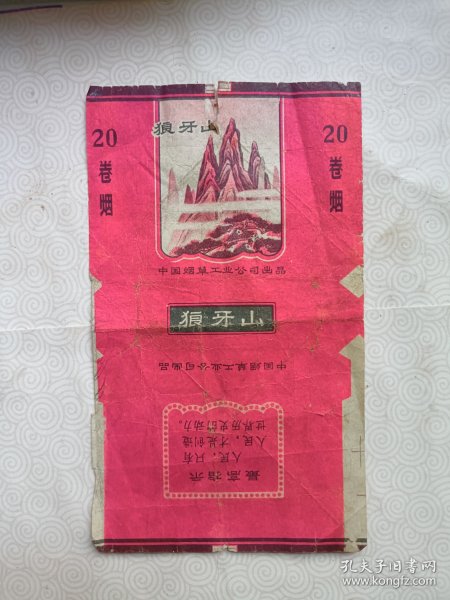 狼牙山
20
卷烟
20
卷烟
中国烟草工业公司出品
狼牙山
中国烟草工业公司出品
最高指示
人民，只有
人民，才是创造
世界历史的动力。
孔夫子旧书网
www.kongfz.com